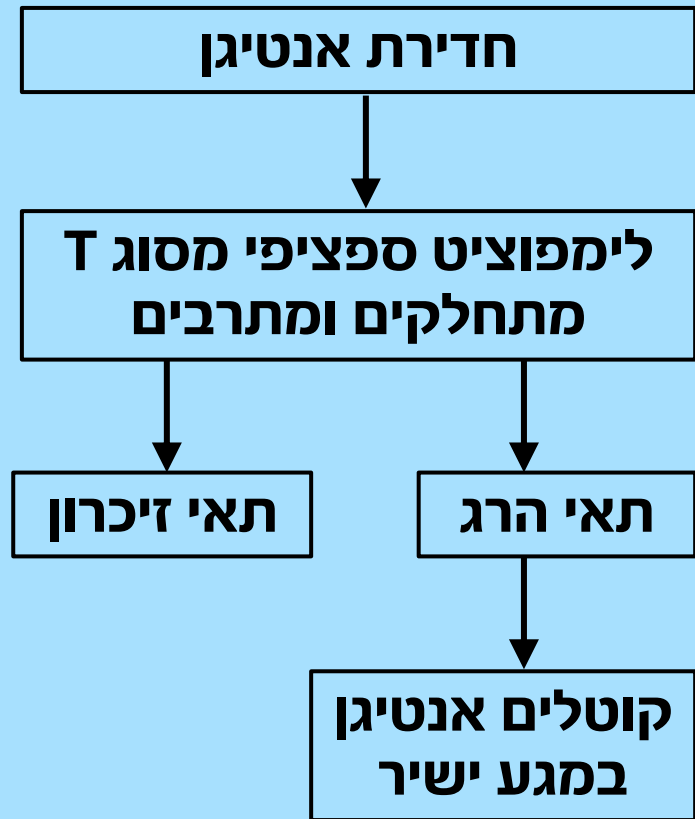 חדירת אנטיגן
לימפוציט ספציפי מסוג T
מתחלקים ומתרבים
תאי הרג
תאי זיכרון
קוטלים אנטיגן
במגע ישיר